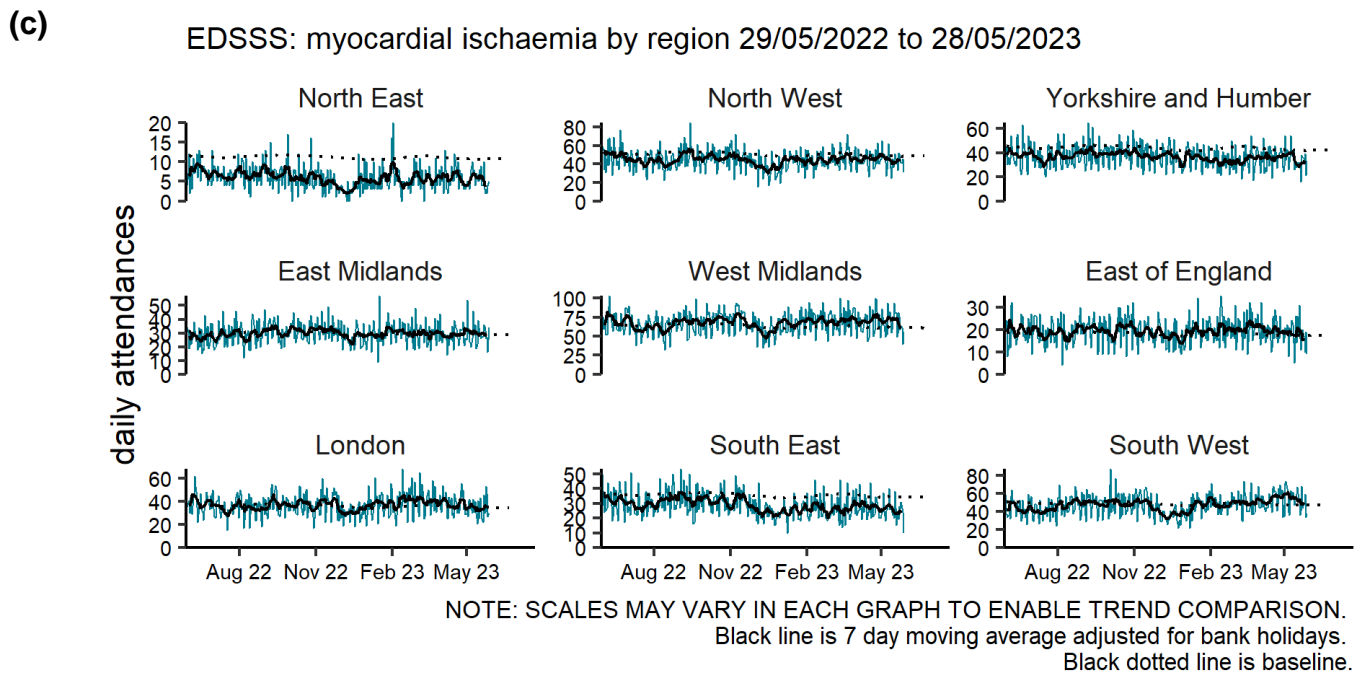 (c)
EDSSS: myocardial ischaemia by region 29/05/2022 to 28/05/2023
daily attendances
North East
20
15
10
5
0
North West
80
60
40
20
0
Yorkshire and Humber
60
40
20
0
East Midlands
50
40
30
20
10
0
West Midlands
100
75
50
25
0
East of England
30
20
10
0
London
60
40
20
0
South East
50
40
30
20
10
0
South West
80
60
40
20
0
Aug 22 Nov 22 Feb 23 May 23
Aug 22 Nov 22 Feb 23 May 23
Aug 22 Nov 22 Feb 23 May 23
NOTE: SCALES MAY VARY IN EACH GRAPH TO ENABLE TREND COMPARISON.
Black line is 7 day moving average adjusted for bank holidays.
Black dotted line is baseline.